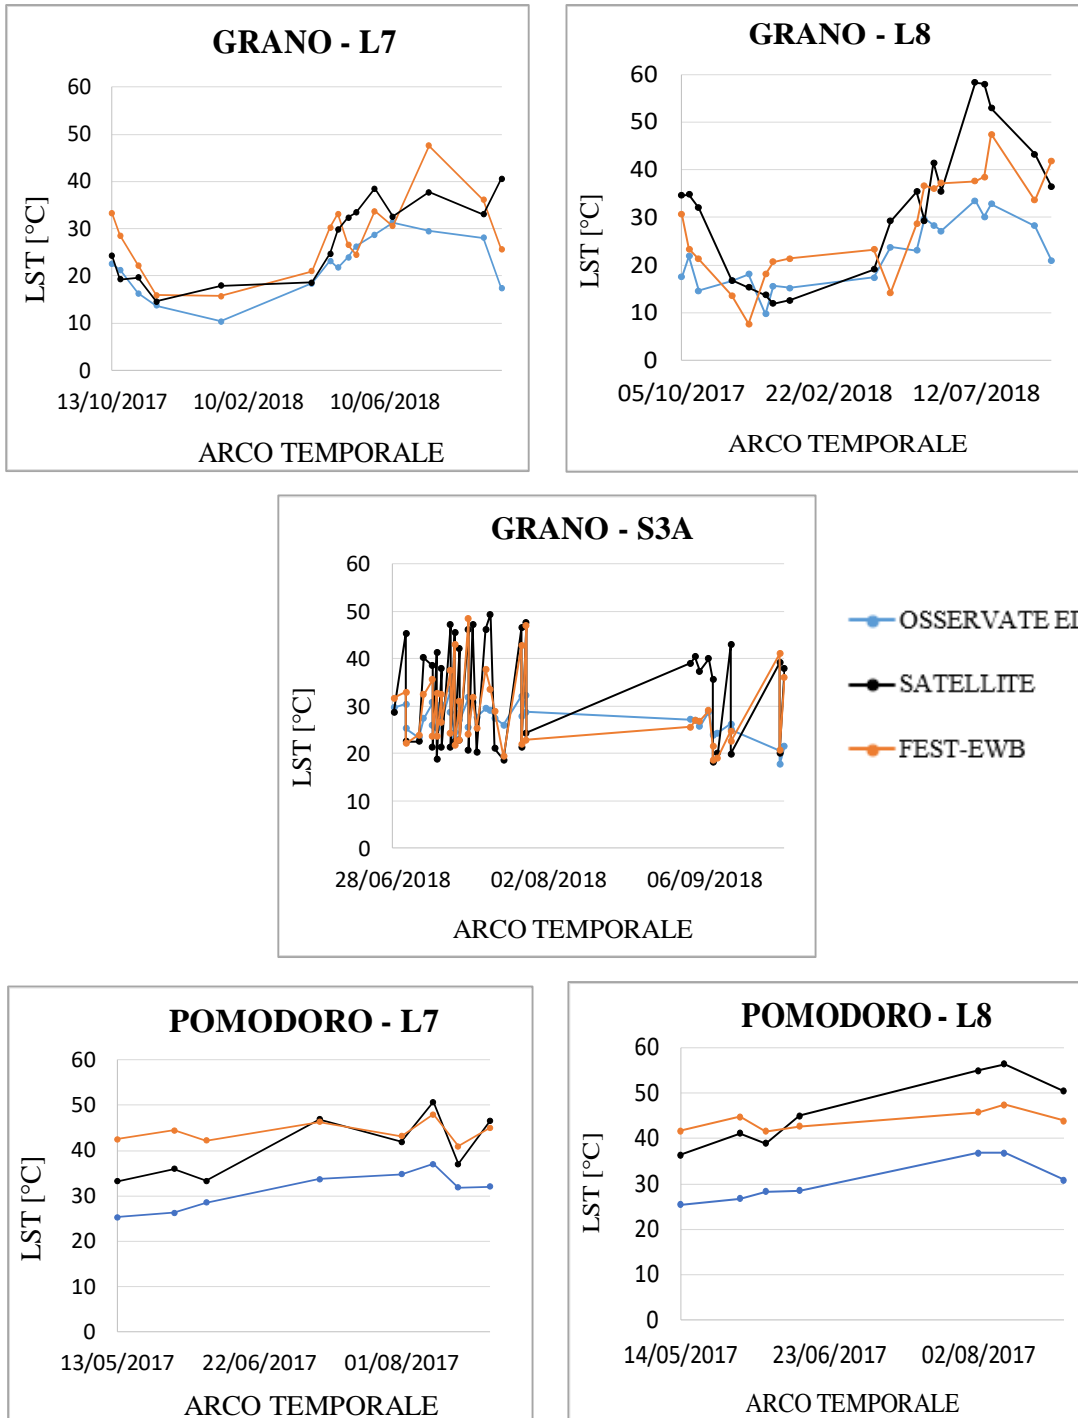 GRANO - L7
LST [°C]
60
50
40
30
20
10
0
13/10/2017 10/02/2018 10/06/2018
ARCO TEMPORALE
GRANO - L8
LST [°C]
60
50
40
30
20
10
0
05/10/2017 22/02/2018 12/07/2018
ARCO TEMPORALE
GRANO - S3A
LST [°C]
60
50
40
30
20
10
0
28/06/2018 02/08/2018 06/09/2018
ARCO TEMPORALE
OSSERVATE
SATELLITE
FEST-EWB
POMODORO - L7
LST [°C]
60
50
40
30
20
10
0
13/05/2017 22/06/2017 01/08/2017
ARCO TEMPORALE
POMODORO - L8
LST [°C]
60
50
40
30
20
10
0
14/05/2017 23/06/2017 02/08/2017
ARCO TEMPORALE